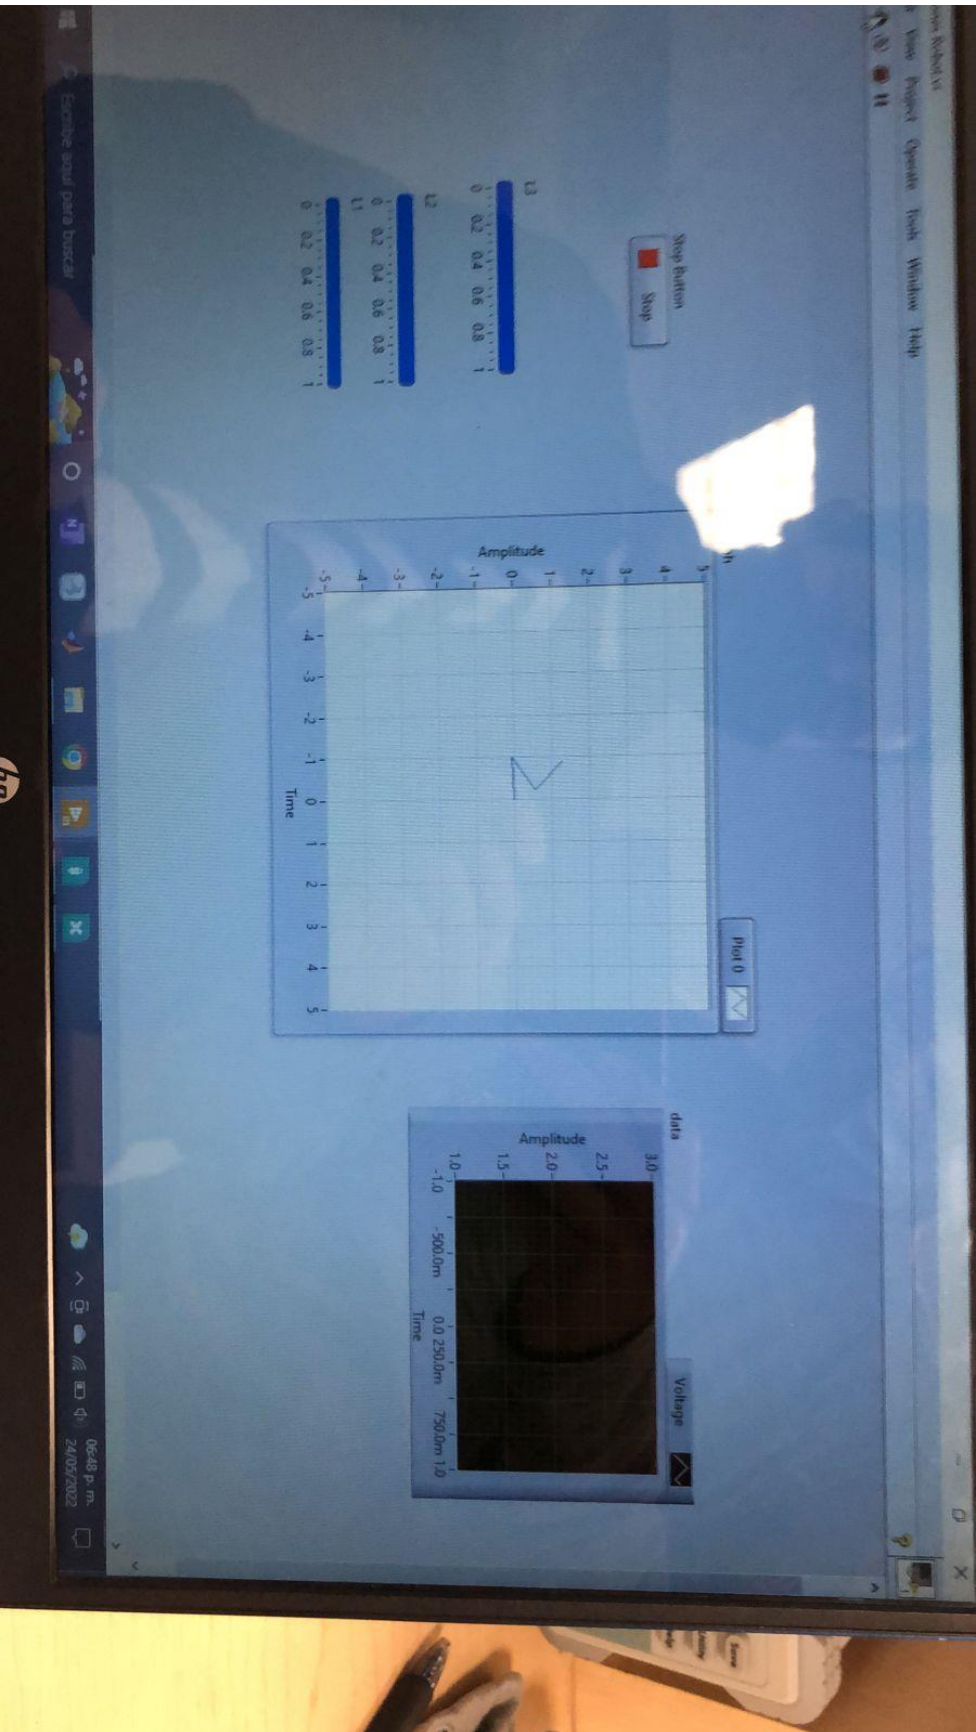 Robot.vi
View Project Operate Tools Window Help
Stop Button
Stop
L3
0 0.2 0.4 0.6 0.8 1
L2
0 0.2 0.4 0.6 0.8 1
L1
0 0.2 0.4 0.6 0.8 1
Plot 0
Amplitude
5
4
3
2
1
0
-1
-2
-3
-4
-5
-5 -4 -3 -2 -1 0 1 2 3 4 5
Time
data
Voltage
Amplitude
3.0
2.5
2.0
1.5
1.0
-1.0 -500.0m 0.0 250.0m 750.0m 1.0
Time
Escribe aquí para buscar
06:48 p. m.
24/05/2022
hp
Save